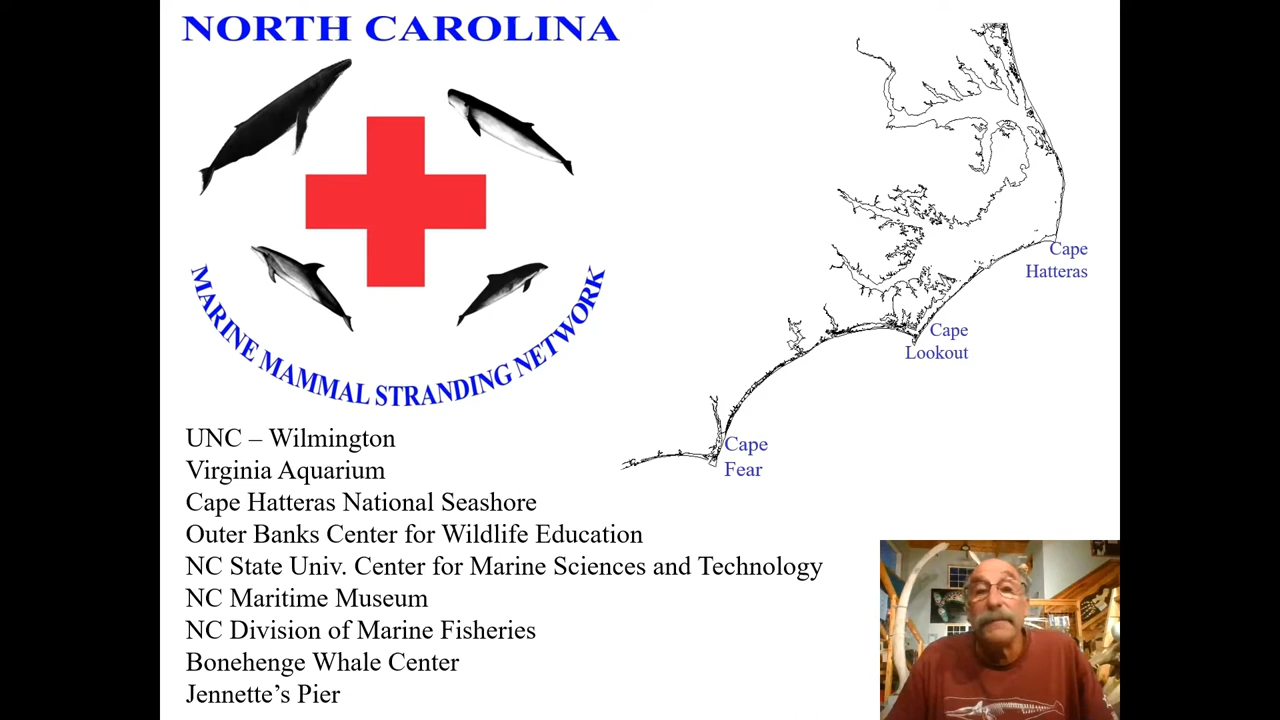 NORTH CAROLINA
MARINE MAMMAL STRANDING NETWORK
Cape
Hatteras
Cape
Lookout
Cape
Fear
UNC – Wilmington
Virginia Aquarium
Cape Hatteras National Seashore
Outer Banks Center for Wildlife Education
NC State Univ. Center for Marine Sciences and Technology
NC Maritime Museum
NC Division of Marine Fisheries
Bonehenge Whale Center
Jennette’s Pier